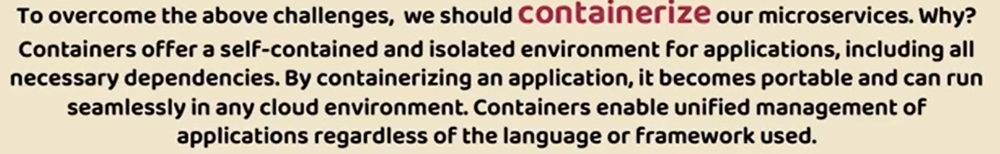 To overcome the above challenges, we should containerize our microservices. Why?
Containers offer a self-contained and isolated environment for applications, including all
necessary dependencies. By containerizing an application, it becomes portable and can run
seamlessly in any cloud environment. Containers enable unified management of
applications regardless of the language or framework used.